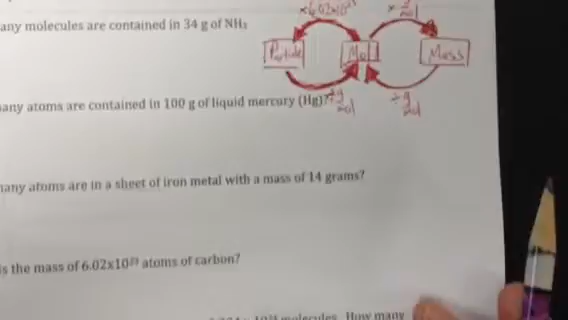 ×6.02×10²³
any molecules are contained in 34 g of NH₃
Particle Mol Mass
any atoms are contained in 100 g of liquid mercury (Hg)?
÷ g/mol
many atoms are in a sheet of iron metal with a mass of 14 grams?
is the mass of 6.02x10²³ atoms of carbon?
molecules. How many